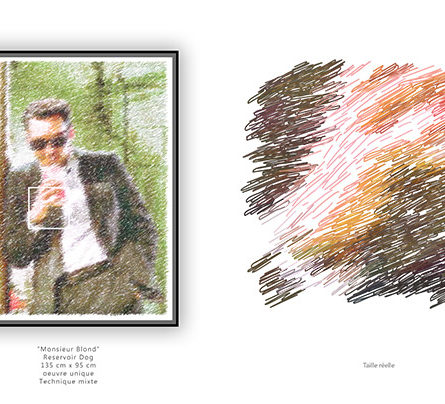 "Monsieur Blond"
Reservoir Dog
135 cm x 95 cm
oeuvre unique
Technique mixte
Taille réelle